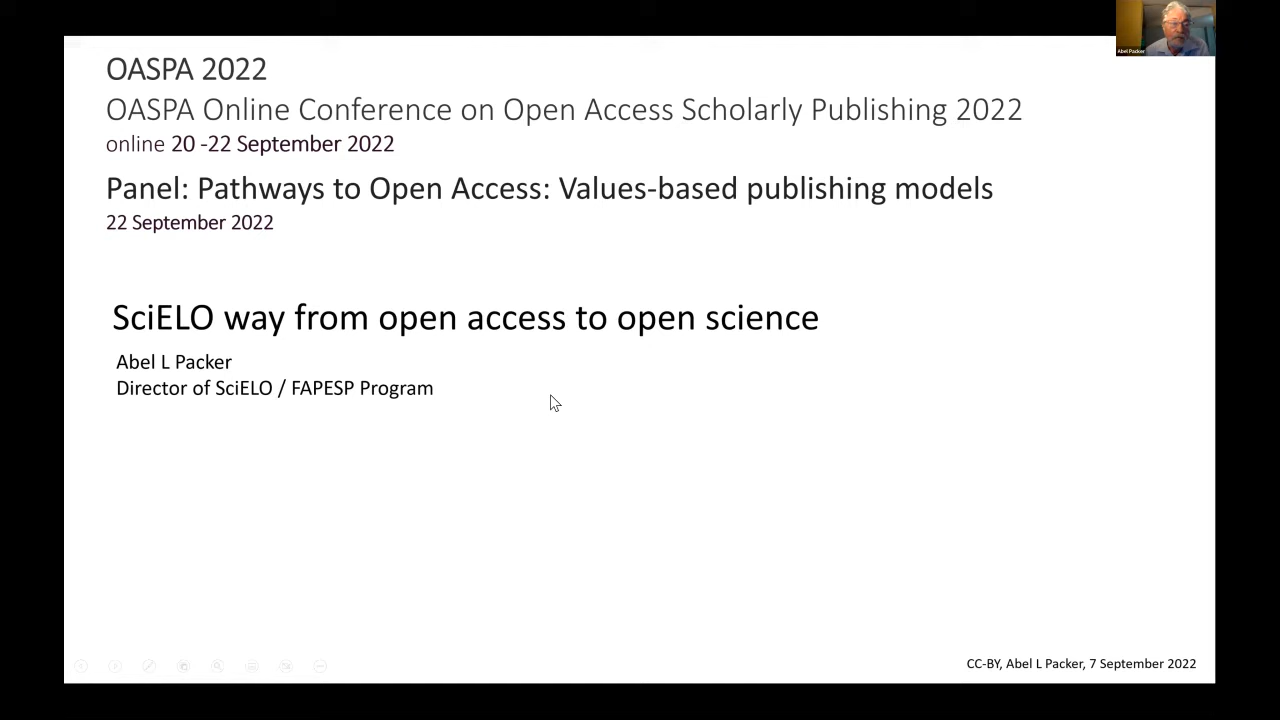 Abel Packer
OASPA 2022
OASPA Online Conference on Open Access Scholarly Publishing 2022
online 20 -22 September 2022
Panel: Pathways to Open Access: Values-based publishing models
22 September 2022
SciELO way from open access to open science
Abel L Packer
Director of SciELO / FAPESP Program
CC-BY, Abel L Packer, 7 September 2022